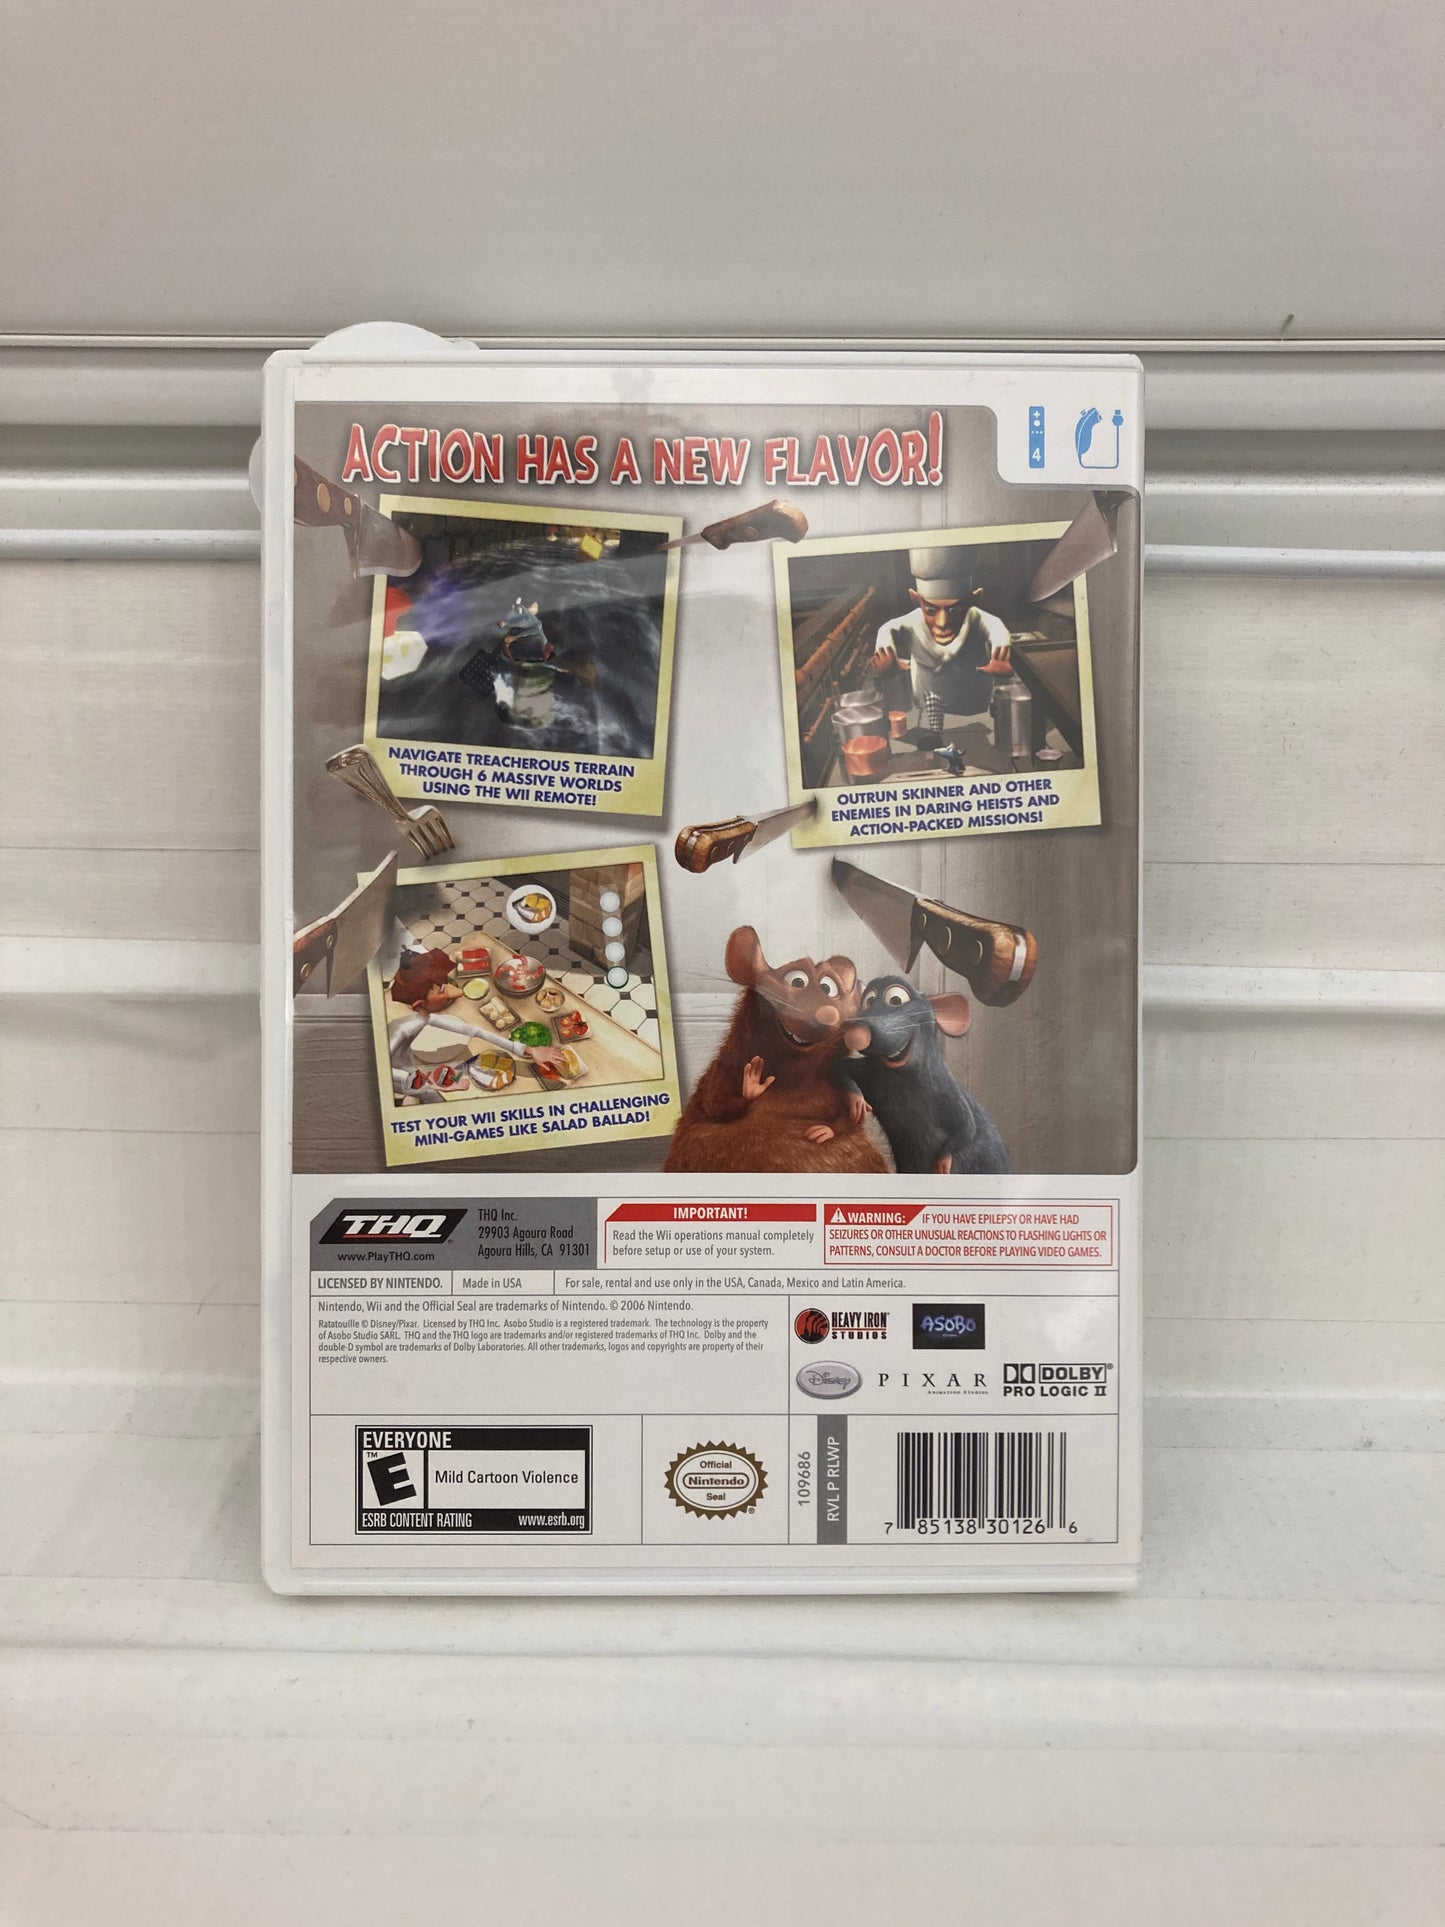 ACTION HAS A NEW FLAVOR!
4
NAVIGATE TREACHEROUS TERRAIN
THROUGH 6 MASSIVE WORLDS
USING THE WII REMOTE!
OUTRUN SKINNER AND OTHER
ENEMIES IN DARING HEISTS AND
ACTION-PACKED MISSIONS!
TEST YOUR WII SKILLS IN CHALLENGING
MINI-GAMES LIKE SALAD BALLAD!
THQ
www.PlayTHQ.com
THQ Inc.
29903 Agoura Road
Agoura Hills, CA 91301
IMPORTANT!
Read the Wii operations manual completely
before setup or use of your system.
WARNING: IF YOU HAVE EPILEPSY OR HAVE HAD
SEIZURES OR OTHER UNUSUAL REACTIONS TO FLASHING LIGHTS OR
PATTERNS, CONSULT A DOCTOR BEFORE PLAYING VIDEO GAMES.
LICENSED BY NINTENDO.
Made in USA
For sale, rental and use only in the USA, Canada, Mexico and Latin America.
Nintendo, Wii and the Official Seal are trademarks of Nintendo. © 2006 Nintendo.
Ratatouille © Disney/Pixar. Licensed by THQ Inc. Asobo Studio is a registered trademark. The technology is the property
of Asobo Studio SARL. THQ and the THQ logo are trademarks and/or registered trademarks of THQ Inc. Dolby and the
double-D symbol are trademarks of Dolby Laboratories. All other trademarks, logos and copyrights are property of their
respective owners.
HEAVY IRON
STUDIOS
ASOBO
STUDIO
Disney
PIXAR
ANIMATION STUDIOS
DOLBY®
PRO LOGIC II
EVERYONE
™
E
Mild Cartoon Violence
ESRB CONTENT RATING www.esrb.org
Official
Nintendo
Seal
®
109686
RVL P RLWP
7 85138 30126 6